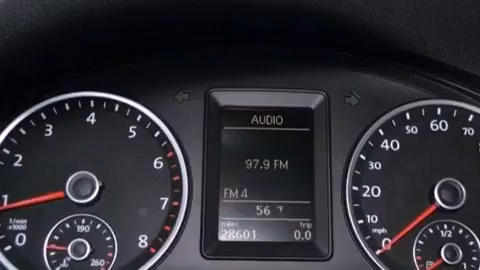 AUDIO
97.9 FM
FM 4
56 °F
miles trip
28601 0.0
0 1 2 3 4 5 6 7 8
1/min
x1000
190
260
0 10 20 30 40 50 60 70
mph
1/2